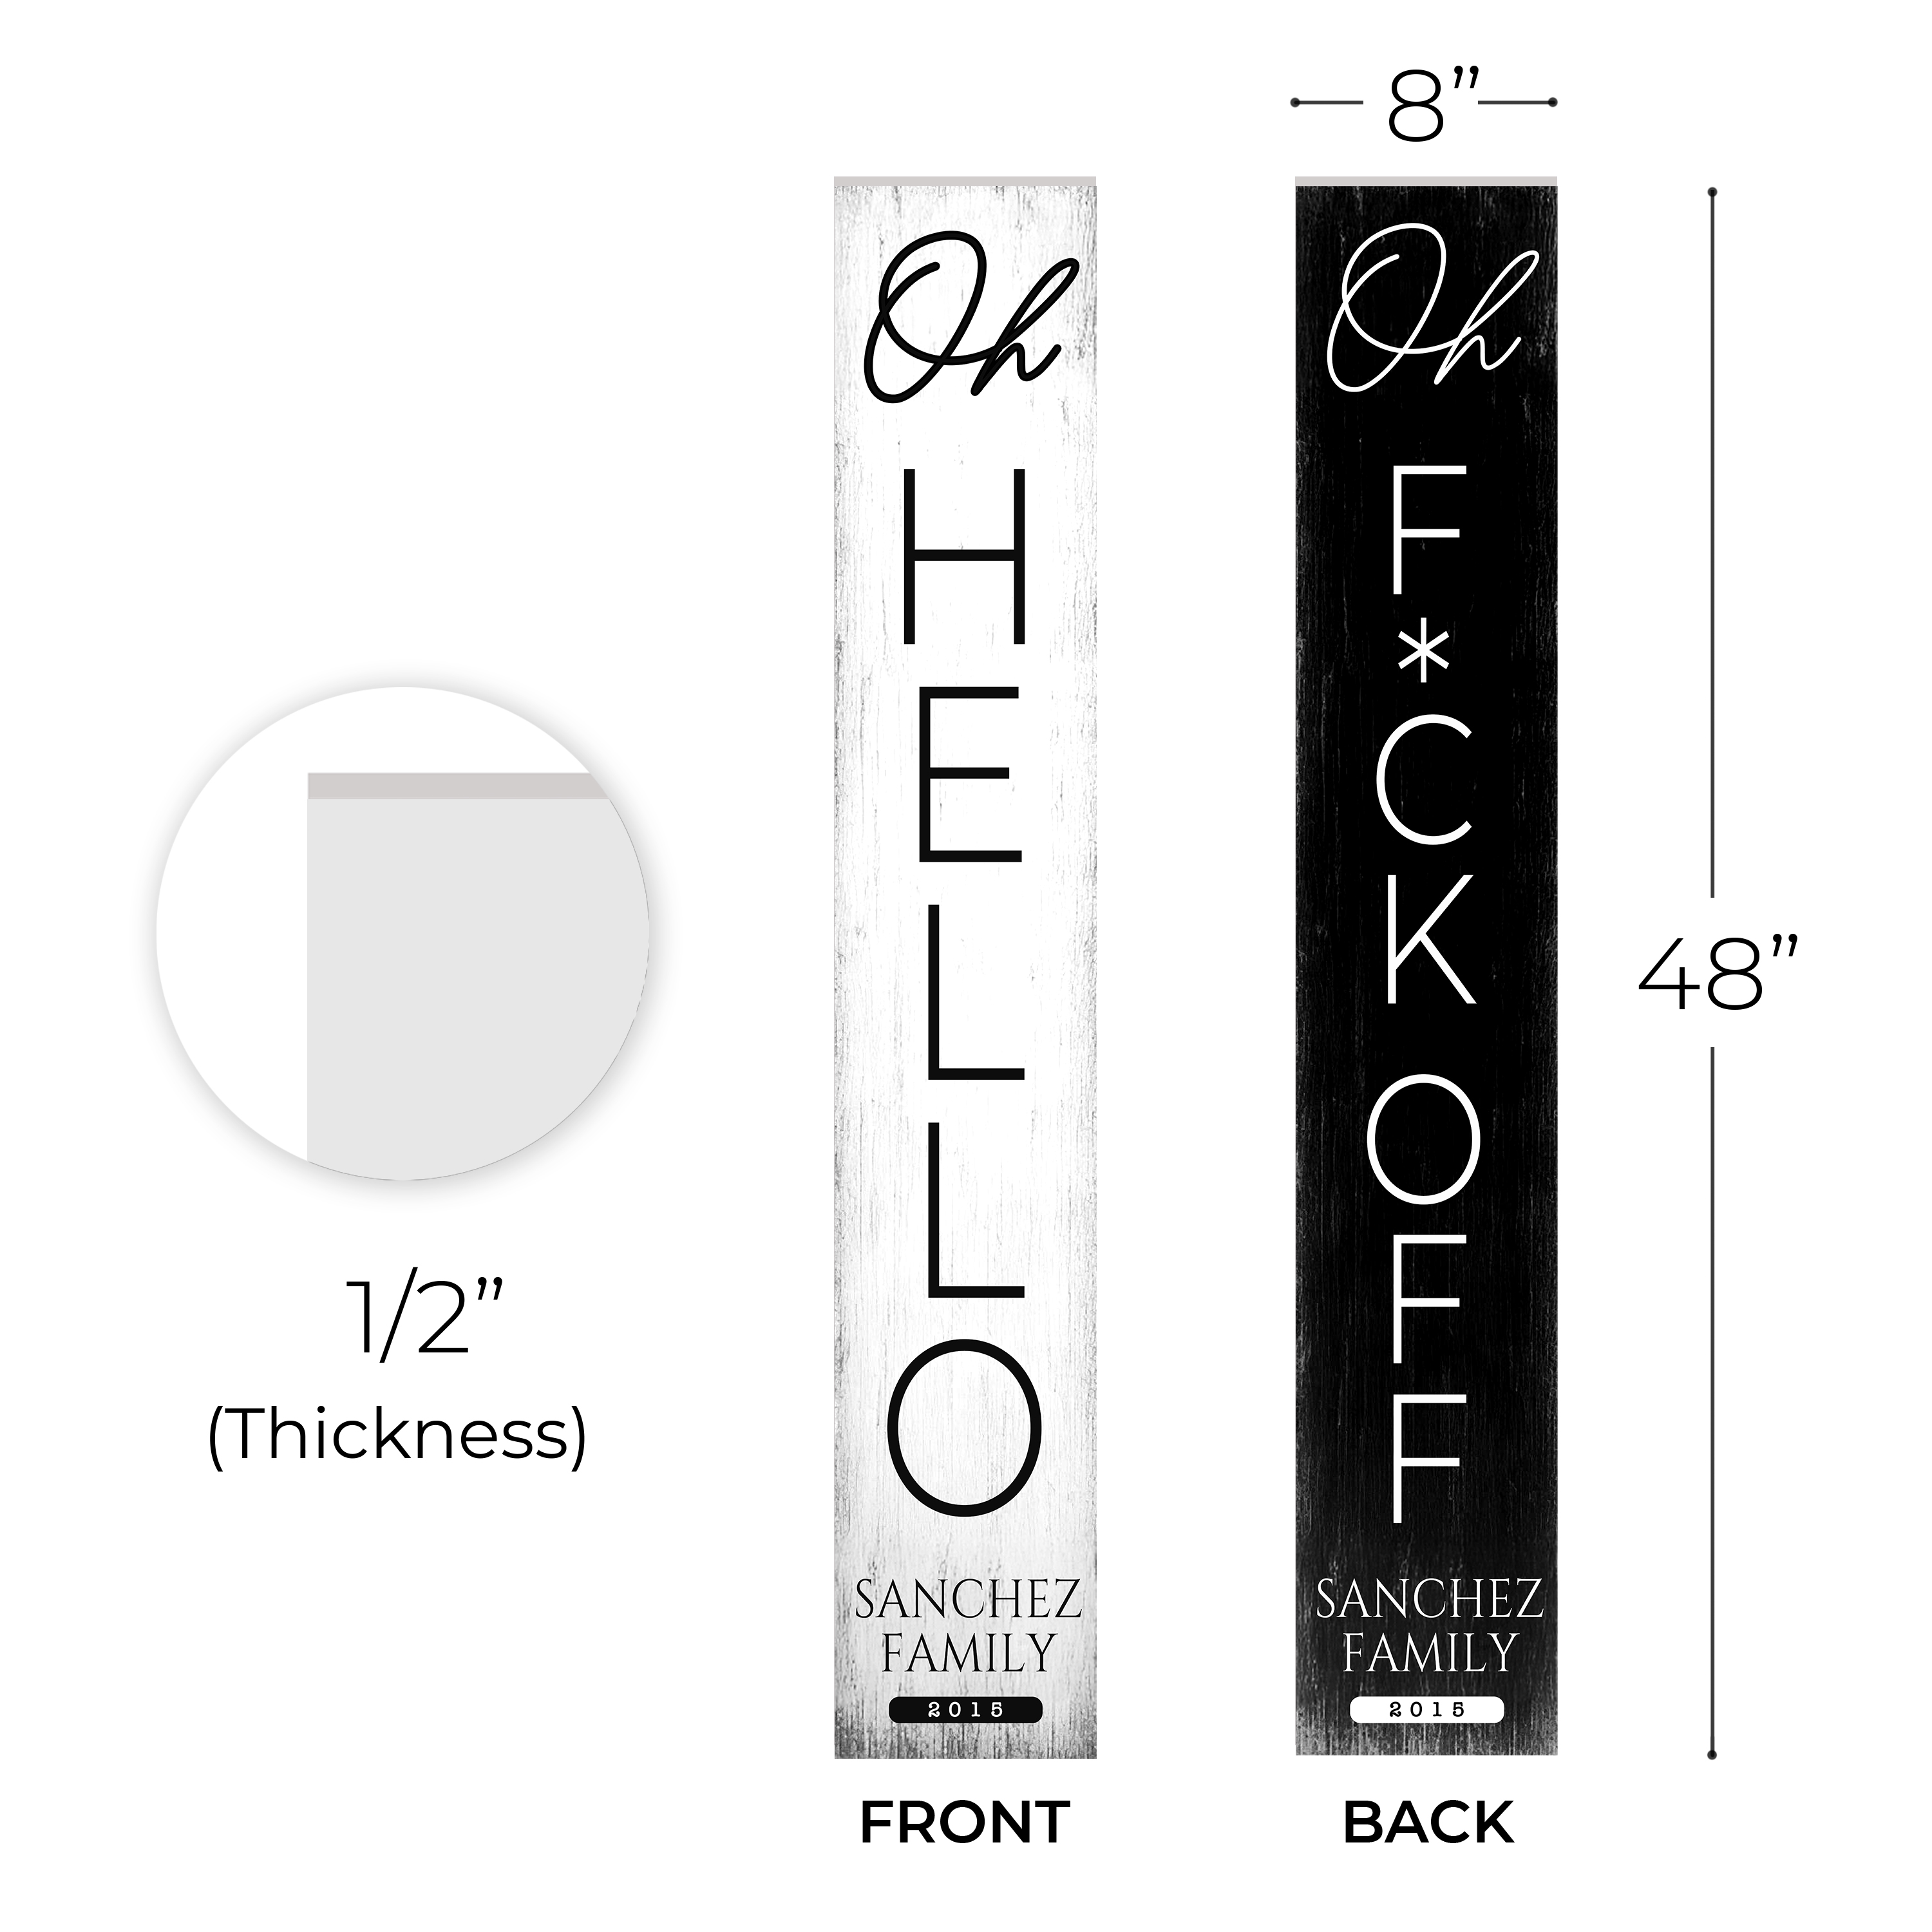 8”
Oh
H
E
L
L
O
SANCHEZ
FAMILY
2015
FRONT
Oh
F
*
C
K
O
F
F
SANCHEZ
FAMILY
2015
BACK
48”
1/2”
(Thickness)